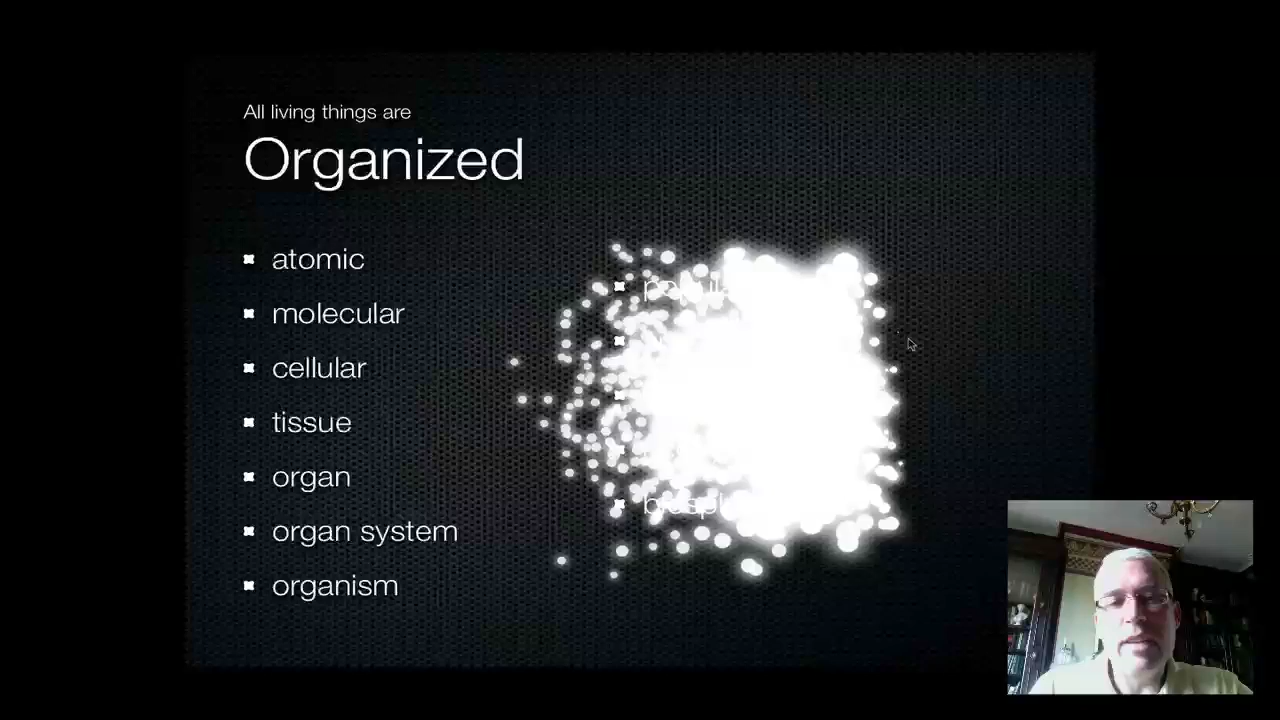 All living things are
Organized
atomic
molecular
cellular
tissue
organ
organ system
organism